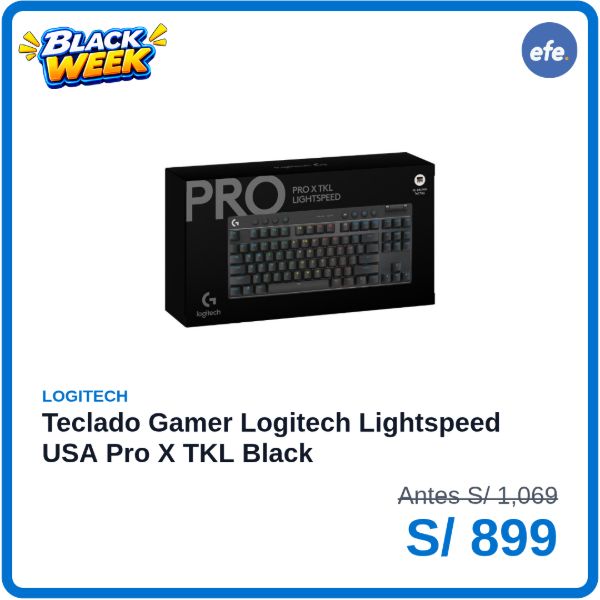 BLACK
WEEK
efe.
PRO
PRO X TKL
LIGHTSPEED
G
logitech
LOGITECH
Teclado Gamer Logitech Lightspeed
USA Pro X TKL Black
Antes S/ 1,069
S/ 899